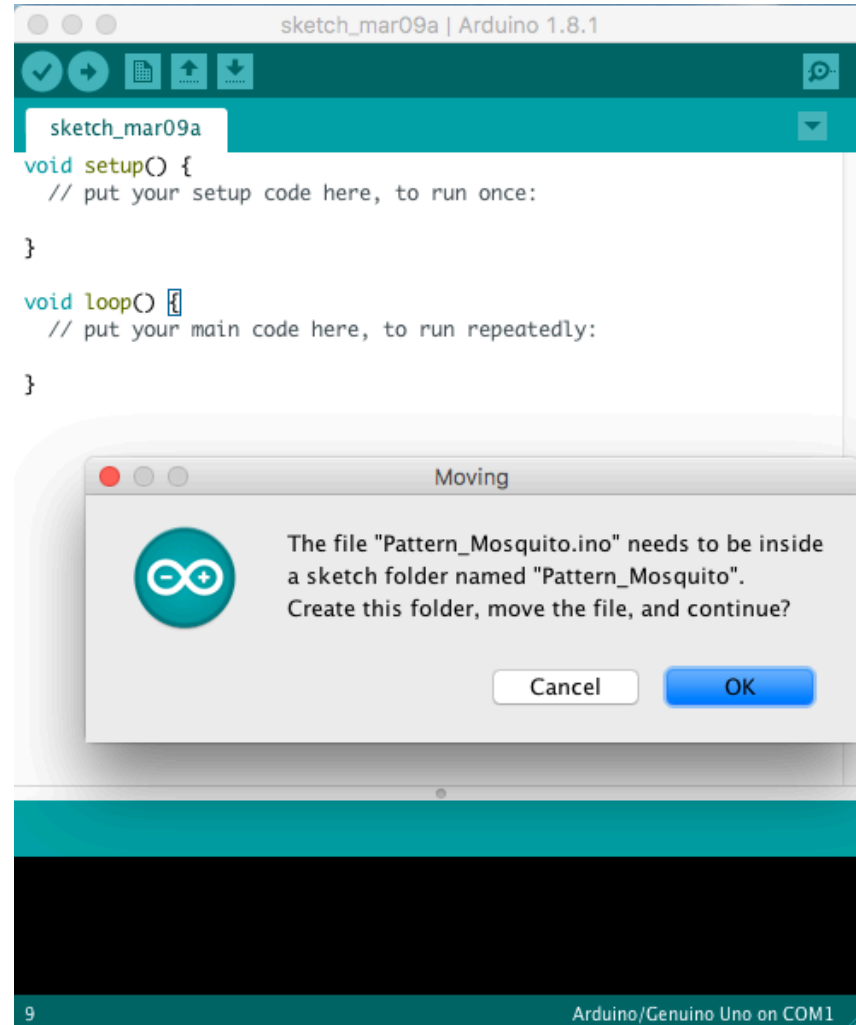 sketch_mar09a | Arduino 1.8.1
sketch_mar09a
void setup() {
  // put your setup code here, to run once:
}
void loop() {
  // put your main code here, to run repeatedly:
}
Moving
The file "Pattern_Mosquito.ino" needs to be inside
a sketch folder named "Pattern_Mosquito".
Create this folder, move the file, and continue?
Cancel
OK
9
Arduino/Genuino Uno on COM1